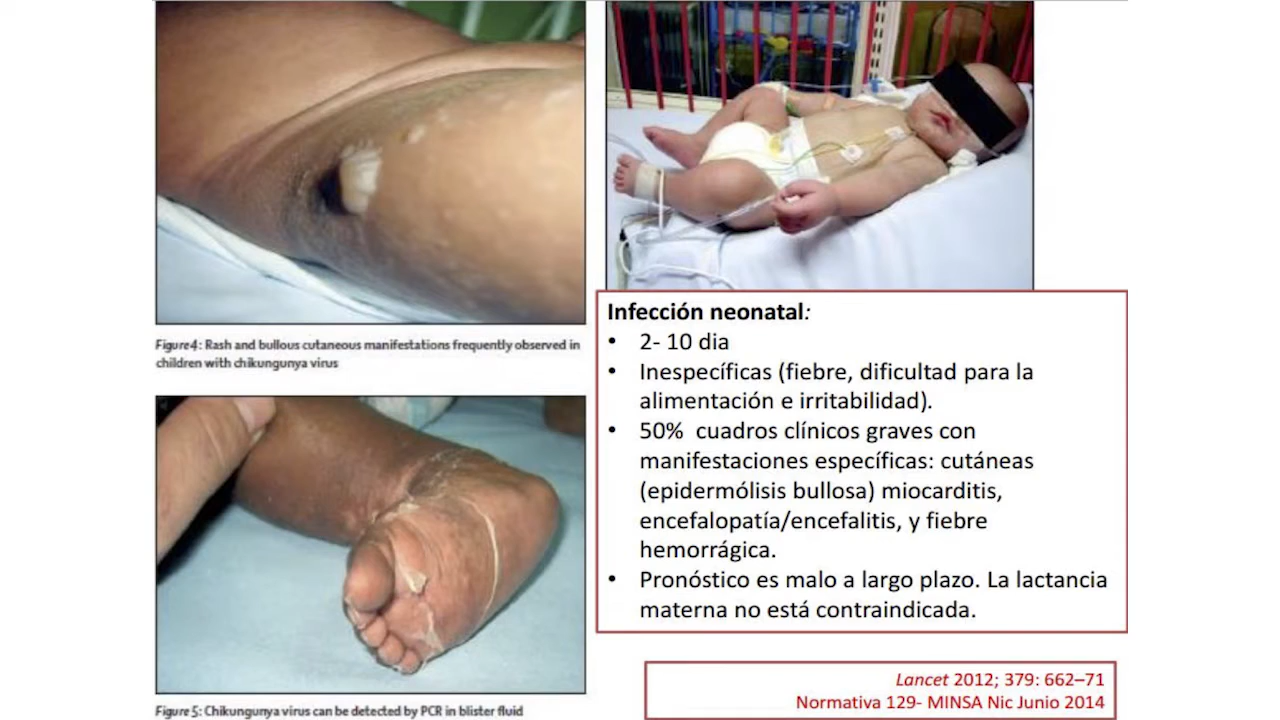 Figure 4: Rash and bullous cutaneous manifestations frequently observed in
children with chikungunya virus
Figure 5: Chikungunya virus can be detected by PCR in blister fluid
Infección neonatal:
• 2- 10 dia
• Inespecíficas (fiebre, dificultad para la
alimentación e irritabilidad).
• 50% cuadros clínicos graves con
manifestaciones específicas: cutáneas
(epidermólisis bullosa) miocarditis,
encefalopatía/encefalitis, y fiebre
hemorrágica.
• Pronóstico es malo a largo plazo. La lactancia
materna no está contraindicada.
Lancet 2012; 379: 662–71
Normativa 129- MINSA Nic Junio 2014